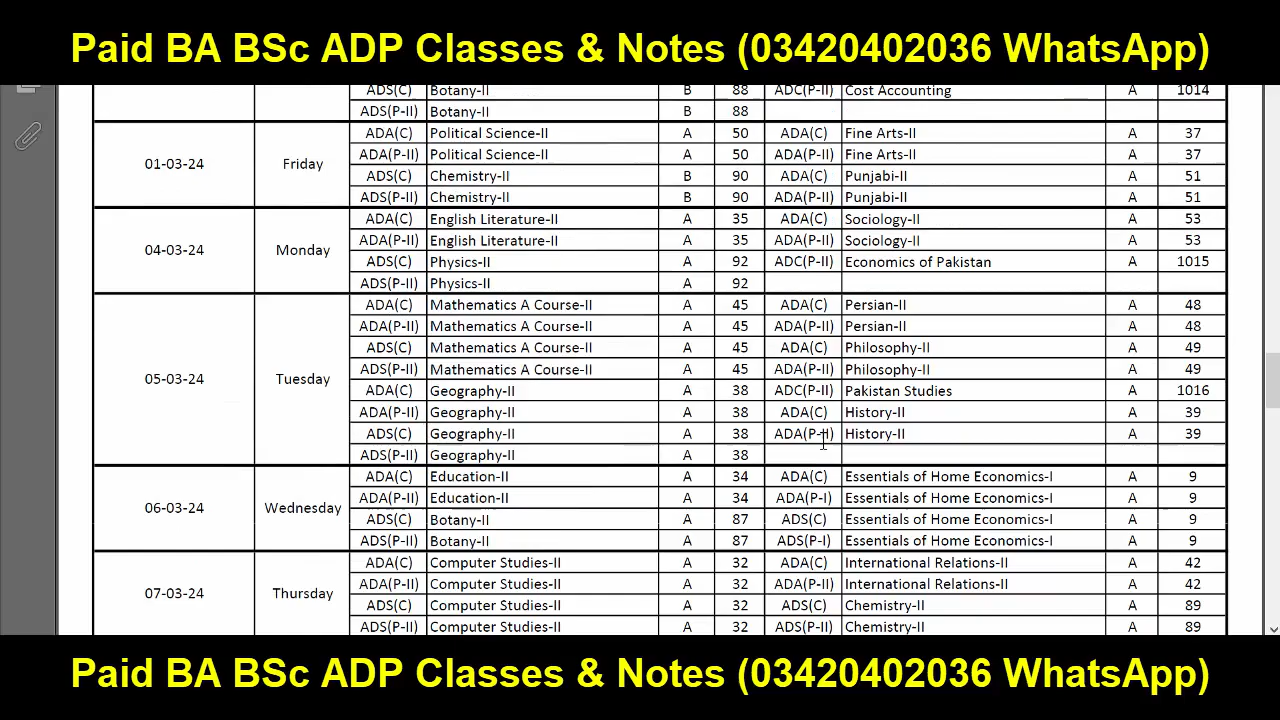 Paid BA BSc ADP Classes & Notes (03420402036 WhatsApp)
ADS(C) Botany-II B 88 ADC(P-II) Cost Accounting A 1014
ADS(P-II) Botany-II B 88
01-03-24 Friday
ADA(C) Political Science-II A 50 ADA(C) Fine Arts-II A 37
ADA(P-II) Political Science-II A 50 ADA(P-II) Fine Arts-II A 37
ADS(C) Chemistry-II B 90 ADA(C) Punjabi-II A 51
ADS(P-II) Chemistry-II B 90 ADA(P-II) Punjabi-II A 51
04-03-24 Monday
ADA(C) English Literature-II A 35 ADA(C) Sociology-II A 53
ADA(P-II) English Literature-II A 35 ADA(P-II) Sociology-II A 53
ADS(C) Physics-II A 92 ADC(P-II) Economics of Pakistan A 1015
ADS(P-II) Physics-II A 92
05-03-24 Tuesday
ADA(C) Mathematics A Course-II A 45 ADA(C) Persian-II A 48
ADA(P-II) Mathematics A Course-II A 45 ADA(P-II) Persian-II A 48
ADS(C) Mathematics A Course-II A 45 ADA(C) Philosophy-II A 49
ADS(P-II) Mathematics A Course-II A 45 ADA(P-II) Philosophy-II A 49
ADA(C) Geography-II A 38 ADC(P-II) Pakistan Studies A 1016
ADA(P-II) Geography-II A 38 ADA(C) History-II A 39
ADS(C) Geography-II A 38 ADA(P-II) History-II A 39
ADS(P-II) Geography-II A 38
06-03-24 Wednesday
ADA(C) Education-II A 34 ADA(C) Essentials of Home Economics-I A 9
ADA(P-II) Education-II A 34 ADA(P-I) Essentials of Home Economics-I A 9
ADS(C) Botany-II A 87 ADS(C) Essentials of Home Economics-I A 9
ADS(P-II) Botany-II A 87 ADS(P-I) Essentials of Home Economics-I A 9
07-03-24 Thursday
ADA(C) Computer Studies-II A 32 ADA(C) International Relations-II A 42
ADA(P-II) Computer Studies-II A 32 ADA(P-II) International Relations-II A 42
ADS(C) Computer Studies-II A 32 ADS(C) Chemistry-II A 89
ADS(P-II) Computer Studies-II A 32 ADS(P-II) Chemistry-II A 89
Paid BA BSc ADP Classes & Notes (03420402036 WhatsApp)